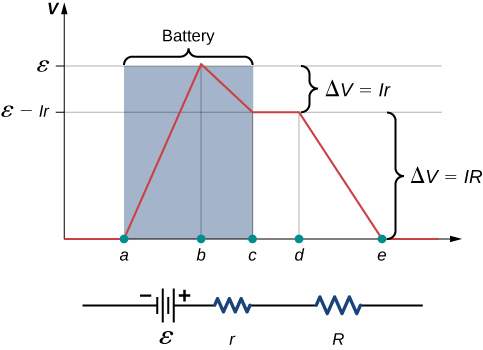 V
Battery
ε
ΔV = Ir
ε − Ir
ΔV = IR
a b c d e
− +
ε r R